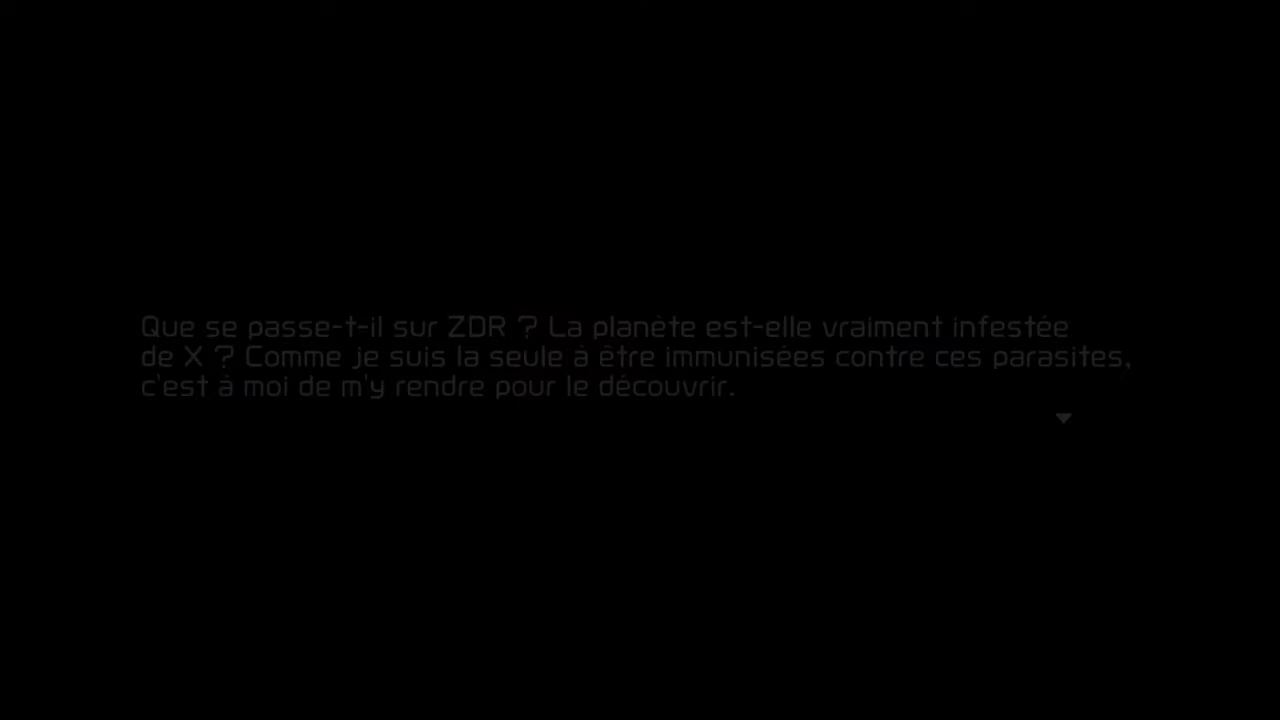 Que se passe-t-il sur ZDR ? La planète est-elle vraiment infestée
de X ? Comme je suis la seule à être immunisées contre ces parasites,
c'est à moi de m'y rendre pour le découvrir.